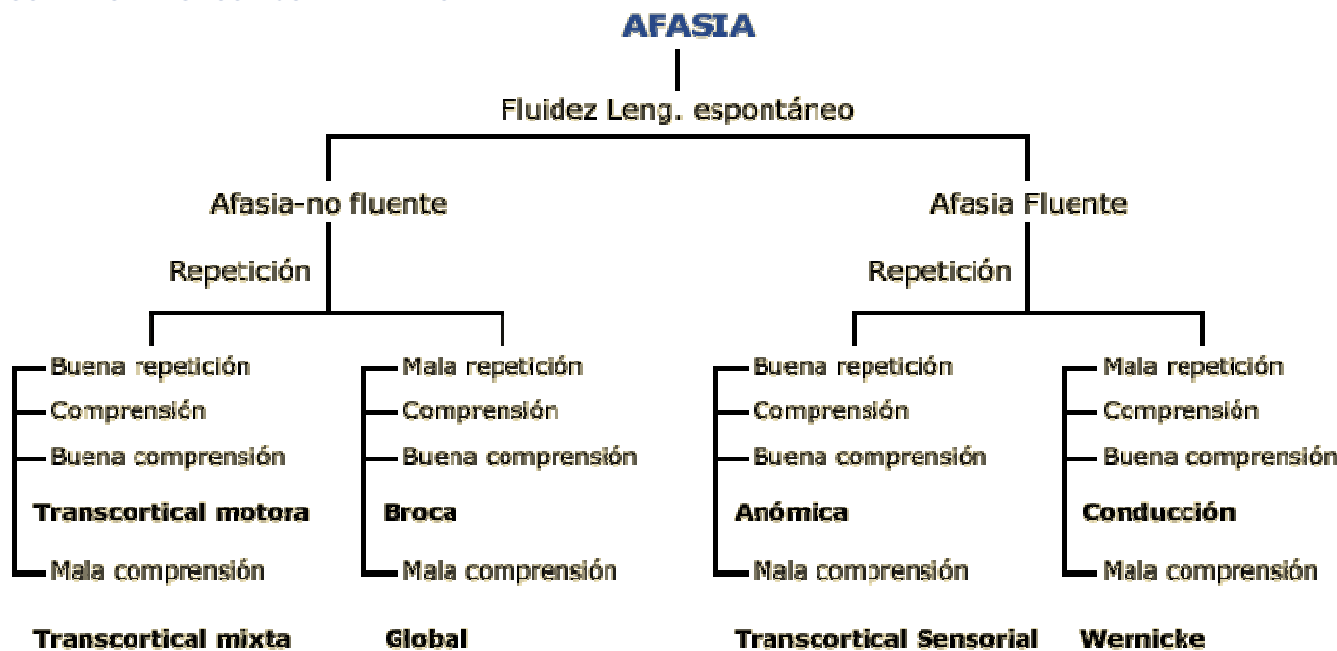 AFASIA
Fluidez Leng. espontáneo
Afasia-no fluente
Afasia Fluente
Repetición
Repetición
Buena repetición
Comprensión
Buena comprensión
Transcortical motora
Mala comprensión
Transcortical mixta
Mala repetición
Comprensión
Buena comprensión
Broca
Mala comprensión
Global
Buena repetición
Comprensión
Buena comprensión
Anómica
Mala comprensión
Transcortical Sensorial
Mala repetición
Comprensión
Buena comprensión
Conducción
Mala comprensión
Wernicke